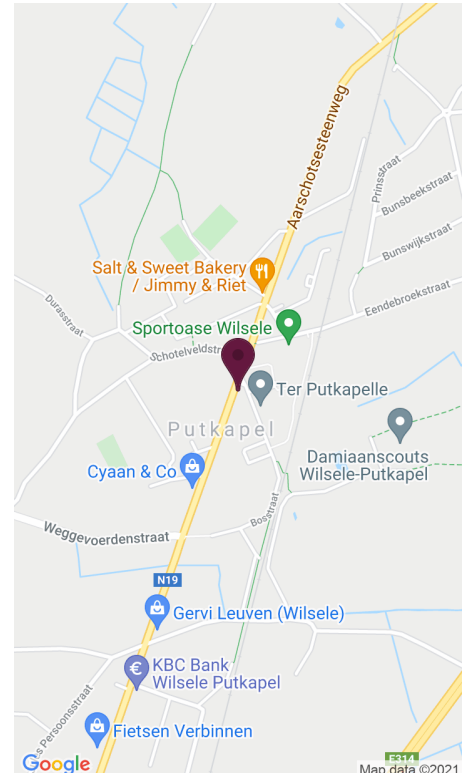 Aarschotsesteenweg
Prinsstraat
Bunsbeekstraat
Bunswijkstraat
Salt & Sweet Bakery
/ Jimmy & Riet
Durasstraat
Eendebroekstraat
Sportoase Wilsele
Ter Putkapelle
Putkapel
Damiaanscouts
Wilsele-Putkapel
Cyaan & Co
Bosstraat
Weggevoerdenstraat
N19
Gervi Leuven (Wilsele)
KBC Bank
Wilsele Putkapel
€
Fietsen Verbinnen
E314
Google
Map data ©2021